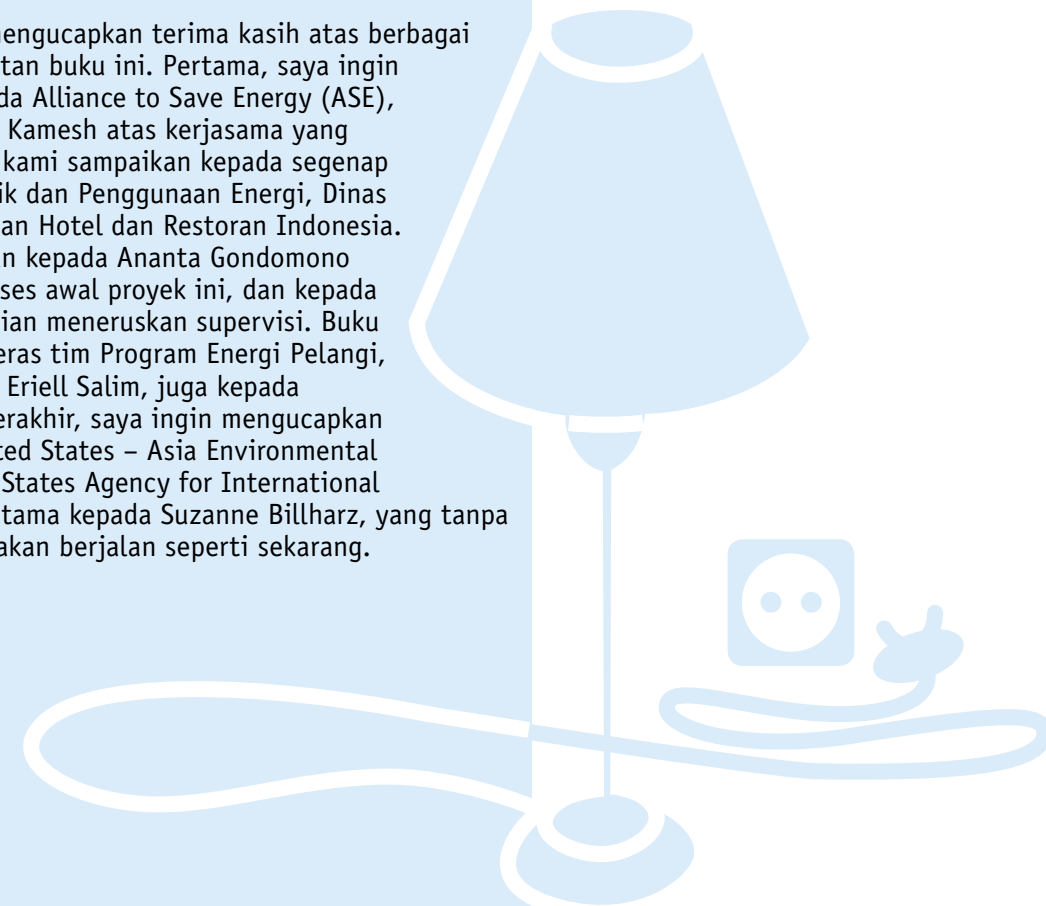 mengucapkan terima kasih atas berbagai
tan buku ini. Pertama, saya ingin
da Alliance to Save Energy (ASE),
Kamesh atas kerjasama yang
kami sampaikan kepada segenap
ik dan Penggunaan Energi, Dinas
an Hotel dan Restoran Indonesia.
n kepada Ananta Gondomono
ses awal proyek ini, dan kepada
ian meneruskan supervisi. Buku
eras tim Program Energi Pelangi,
Eriell Salim, juga kepada
erakhir, saya ingin mengucapkan
ted States – Asia Environmental
States Agency for International
tama kepada Suzanne Billharz, yang tanpa
akan berjalan seperti sekarang.